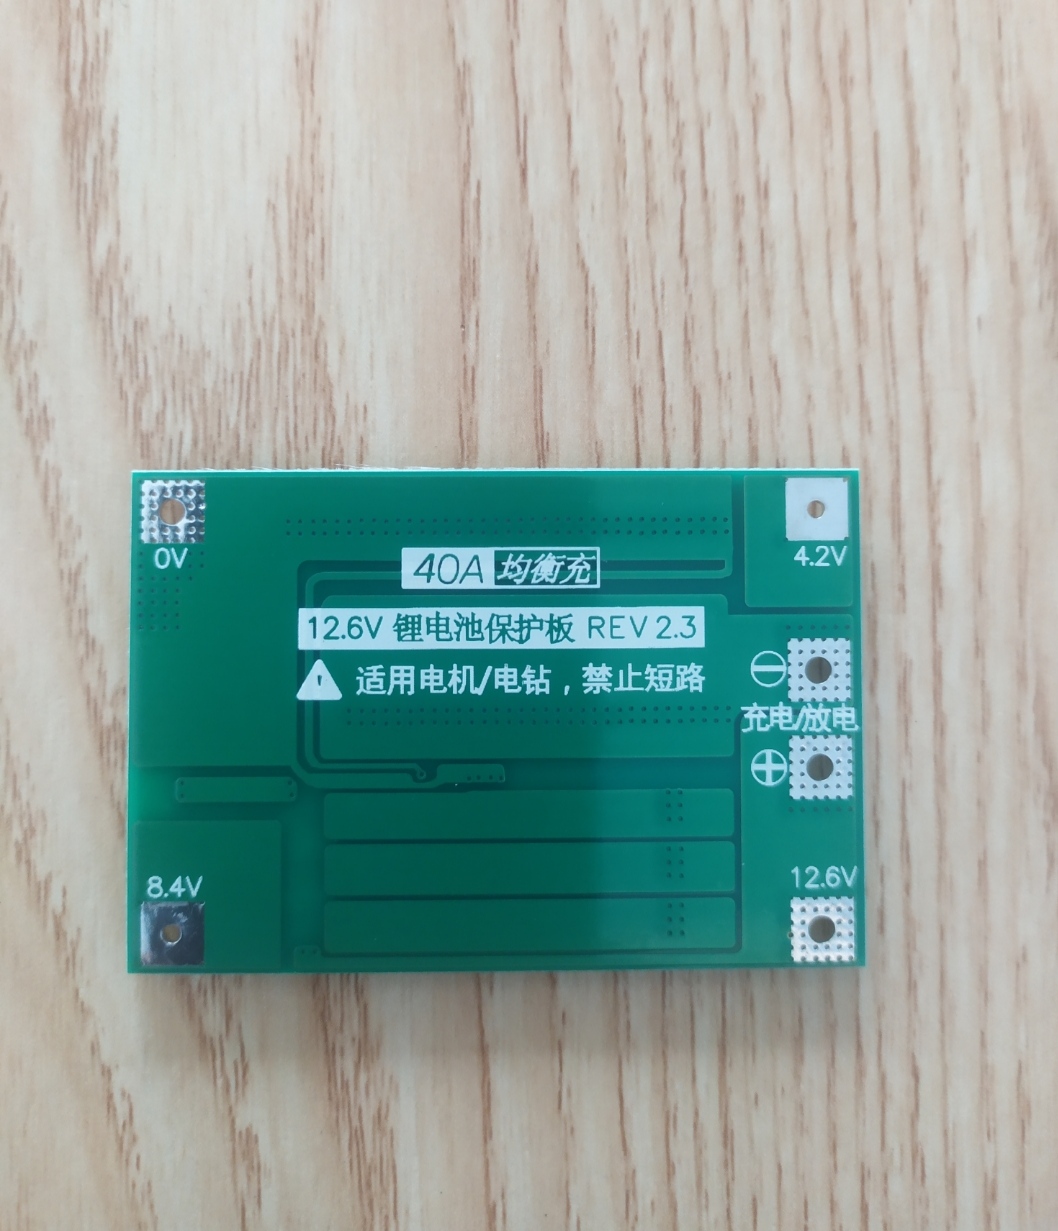 0V
4.2V
40A 均衡充
12.6V 锂电池保护板 REV 2.3
适用电机/电钻，禁止短路
充电/放电
8.4V
12.6V